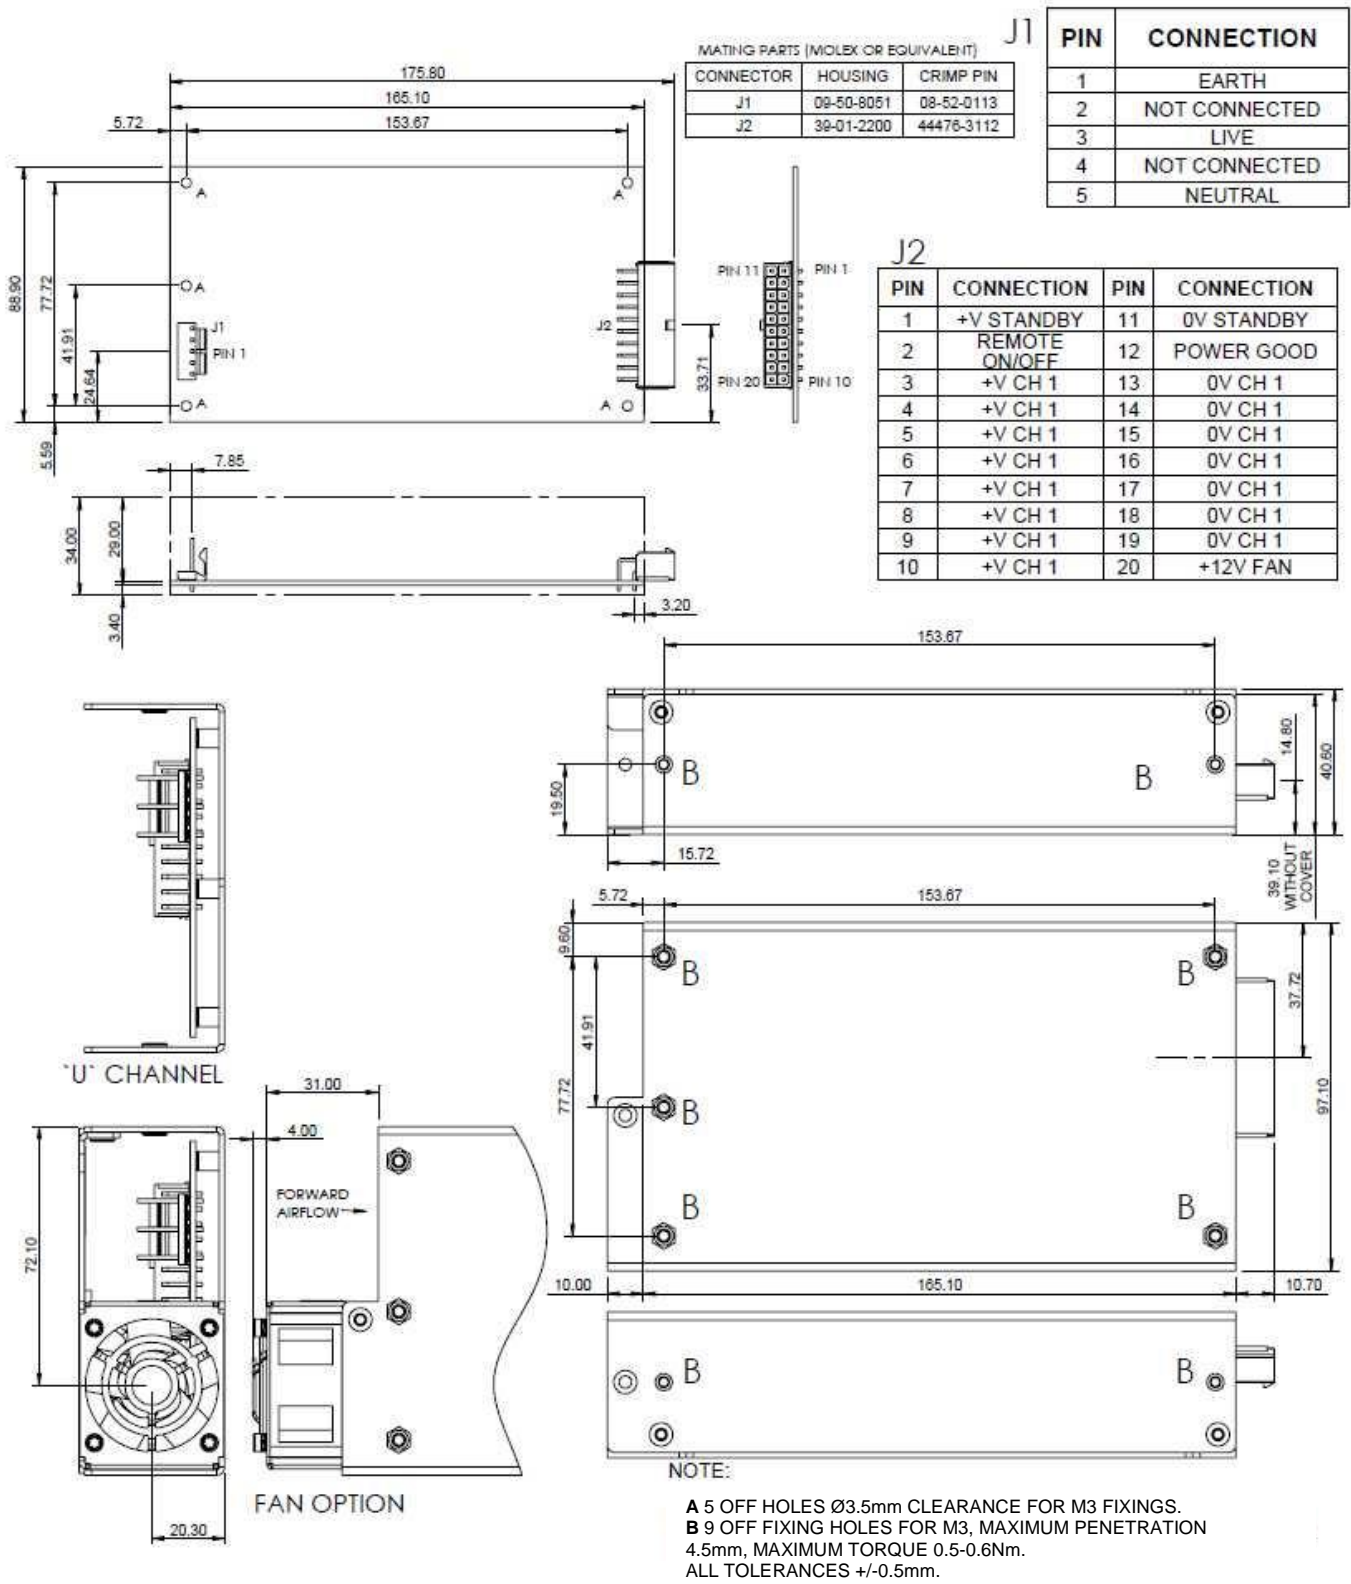 MATING PARTS (MOLEX OR EQUIVALENT)
CONNECTOR HOUSING CRIMP PIN
J1 09-50-8051 08-52-0113
J2 39-01-2200 44476-3112
J1
PIN CONNECTION
1 EARTH
2 NOT CONNECTED
3 LIVE
4 NOT CONNECTED
5 NEUTRAL
175.80
165.10
5.72 153.67
A A
88.90
77.72
41.91
24.64
5.59
A
J1
PIN 1
A A
J2
33.71
PIN 11 PIN 1
PIN 20 PIN 10
J2
PIN CONNECTION PIN CONNECTION
1 +V STANDBY 11 0V STANDBY
2 REMOTE ON/OFF 12 POWER GOOD
3 +V CH 1 13 0V CH 1
4 +V CH 1 14 0V CH 1
5 +V CH 1 15 0V CH 1
6 +V CH 1 16 0V CH 1
7 +V CH 1 17 0V CH 1
8 +V CH 1 18 0V CH 1
9 +V CH 1 19 0V CH 1
10 +V CH 1 20 +12V FAN
7.85
34.00
29.00
3.40
3.20
153.67
B B
19.50
15.72
14.80
40.60
39.10
WITHOUT
COVER
5.72 153.67
9.60
B B
41.91
77.72
37.72
97.10
B
B B
10.00 165.10 10.70
B B
`U` CHANNEL
31.00
4.00
FORWARD
AIRFLOW
72.10
20.30
FAN OPTION
NOTE:
A 5 OFF HOLES Ø3.5mm CLEARANCE FOR M3 FIXINGS.
B 9 OFF FIXING HOLES FOR M3, MAXIMUM PENETRATION
4.5mm, MAXIMUM TORQUE 0.5-0.6Nm.
ALL TOLERANCES +/-0.5mm.